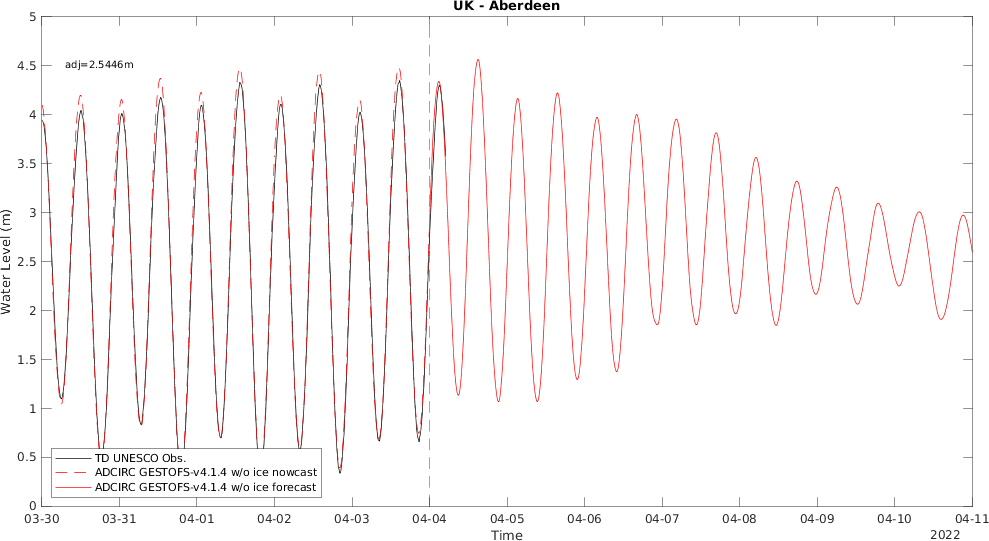 UK - Aberdeen
5
4.5
4
3.5
3
2.5
2
1.5
1
0.5
0
adj=2.5446m
Water Level (m)
TD UNESCO Obs.
ADCIRC GESTOFS-v4.1.4 w/o ice nowcast
ADCIRC GESTOFS-v4.1.4 w/o ice forecast
03-30 03-31 04-01 04-02 04-03 04-04 04-05 04-06 04-07 04-08 04-09 04-10 04-11
Time
2022